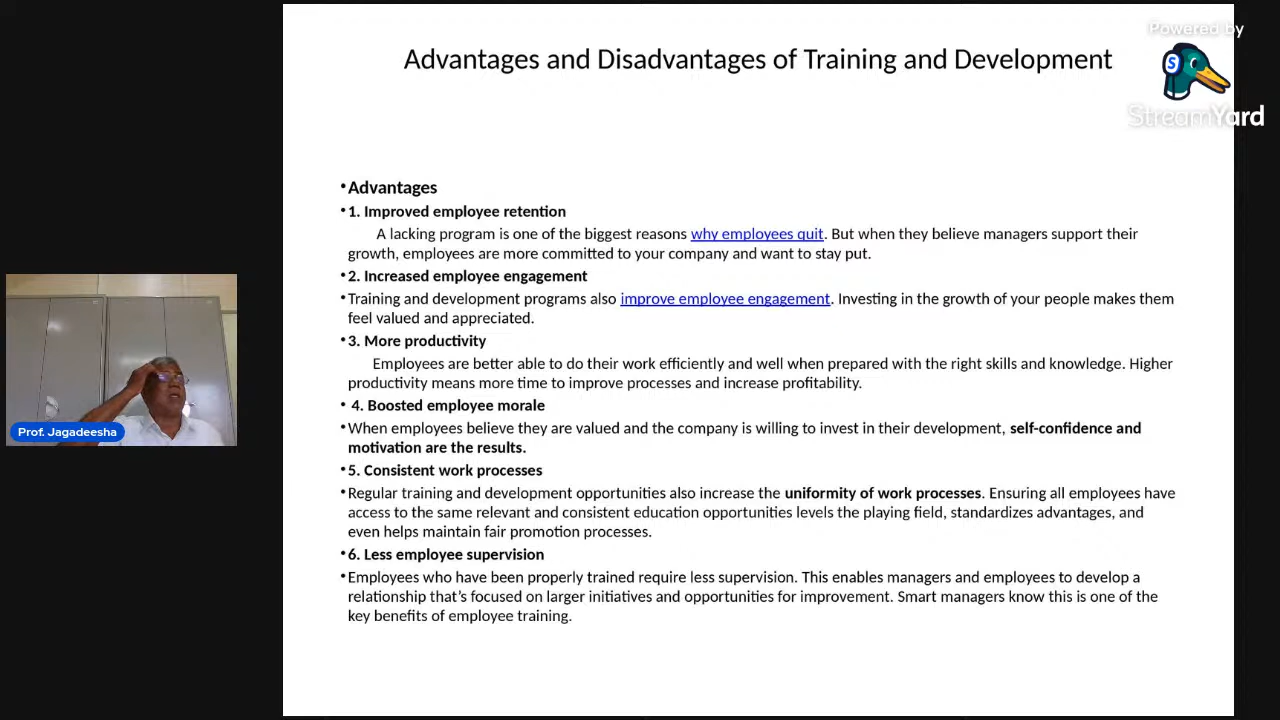 Powered by
StreamYard
Advantages and Disadvantages of Training and Development
•Advantages
•1. Improved employee retention
A lacking program is one of the biggest reasons why employees quit. But when they believe managers support their
growth, employees are more committed to your company and want to stay put.
•2. Increased employee engagement
•Training and development programs also improve employee engagement. Investing in the growth of your people makes them
feel valued and appreciated.
•3. More productivity
Employees are better able to do their work efficiently and well when prepared with the right skills and knowledge. Higher
productivity means more time to improve processes and increase profitability.
• 4. Boosted employee morale
•When employees believe they are valued and the company is willing to invest in their development, self-confidence and
motivation are the results.
•5. Consistent work processes
•Regular training and development opportunities also increase the uniformity of work processes. Ensuring all employees have
access to the same relevant and consistent education opportunities levels the playing field, standardizes advantages, and
even helps maintain fair promotion processes.
•6. Less employee supervision
•Employees who have been properly trained require less supervision. This enables managers and employees to develop a
relationship that's focused on larger initiatives and opportunities for improvement. Smart managers know this is one of the
key benefits of employee training.
Prof. Jagadeesha